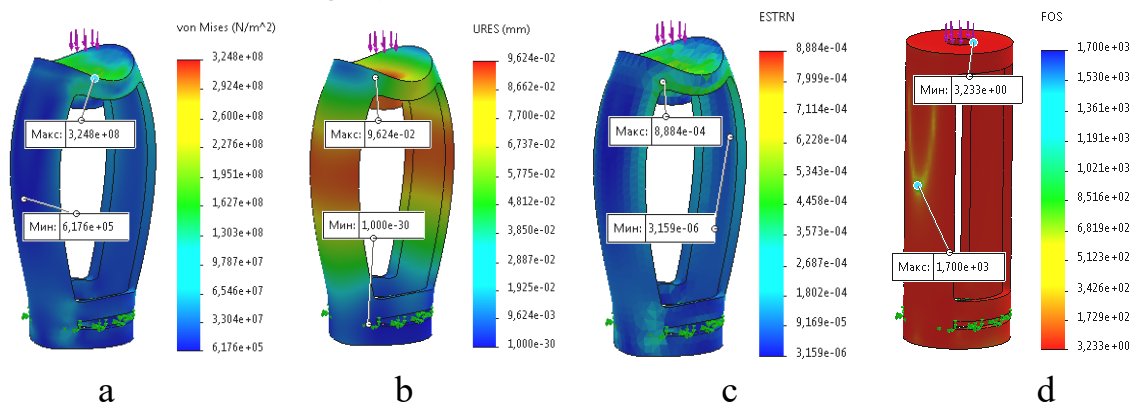 von Mises (N/m^2)
3,248e+08
2,924e+08
2,600e+08
2,276e+08
1,951e+08
1,627e+08
1,303e+08
9,787e+07
6,546e+07
3,304e+07
6,176e+05
Макс: 3,248e+08
Мин: 6,176e+05
a
URES (mm)
9,624e-02
8,662e-02
7,700e-02
6,737e-02
5,775e-02
4,812e-02
3,850e-02
2,887e-02
1,925e-02
9,624e-03
1,000e-30
Макс: 9,624e-02
Мин: 1,000e-30
b
ESTRN
8,884e-04
7,999e-04
7,114e-04
6,228e-04
5,343e-04
4,458e-04
3,573e-04
2,687e-04
1,802e-04
9,169e-05
3,159e-06
Макс: 8,884e-04
Мин: 3,159e-06
c
FOS
1,700e+03
1,530e+03
1,361e+03
1,191e+03
1,021e+03
8,516e+02
6,819e+02
5,123e+02
3,426e+02
1,729e+02
3,233e+00
Мин: 3,233e+00
Макс: 1,700e+03
d